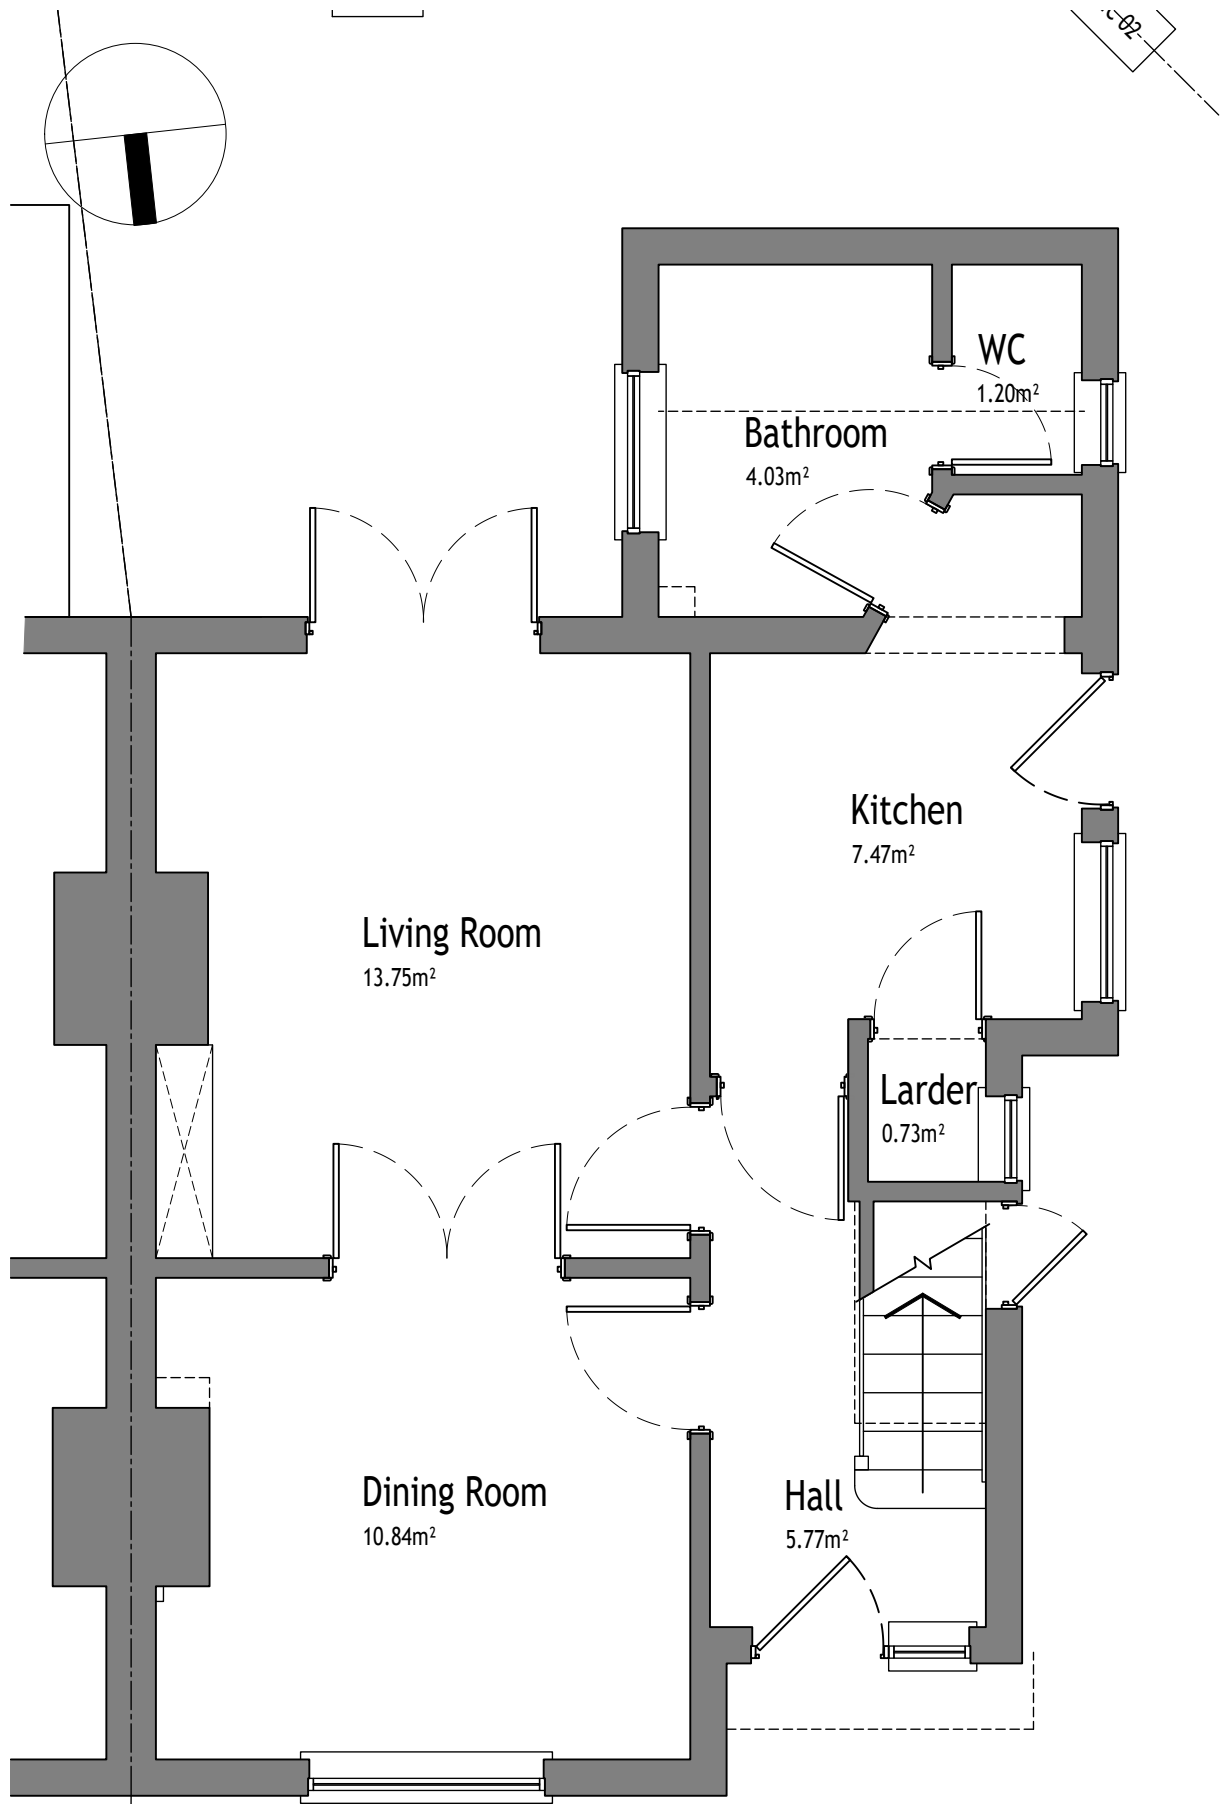 02
WC
1.20m²
Bathroom
4.03m²
Kitchen
7.47m²
Living Room
13.75m²
Larder
0.73m²
Dining Room
10.84m²
Hall
5.77m²